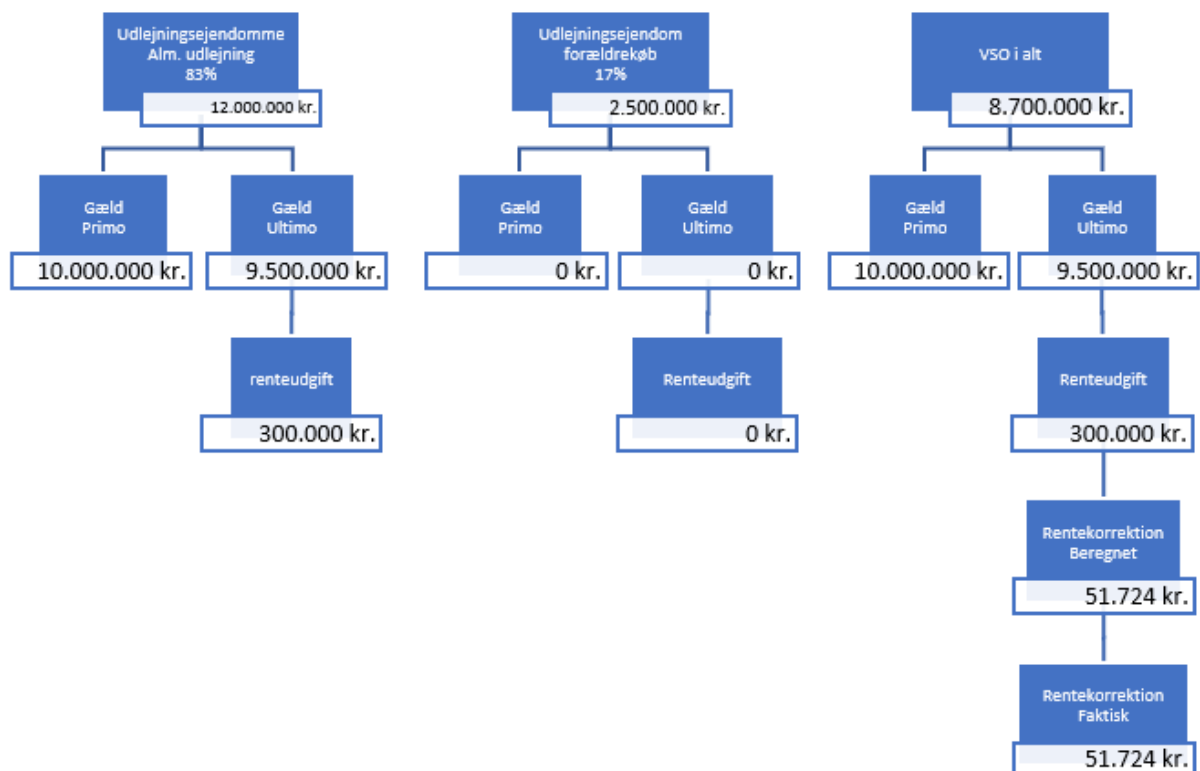 Udlejningsejendomme
Alm. udlejning
83%
12.000.000 kr.
Gæld
Primo
10.000.000 kr.
Gæld
Ultimo
9.500.000 kr.
renteudgift
300.000 kr.
Udlejningsejendom
forældrekøb
17%
2.500.000 kr.
Gæld
Primo
0 kr.
Gæld
Ultimo
0 kr.
Renteudgift
0 kr.
VSO i alt
8.700.000 kr.
Gæld
Primo
10.000.000 kr.
Gæld
Ultimo
9.500.000 kr.
Renteudgift
300.000 kr.
Rentekorrektion
Beregnet
51.724 kr.
Rentekorrektion
Faktisk
51.724 kr.